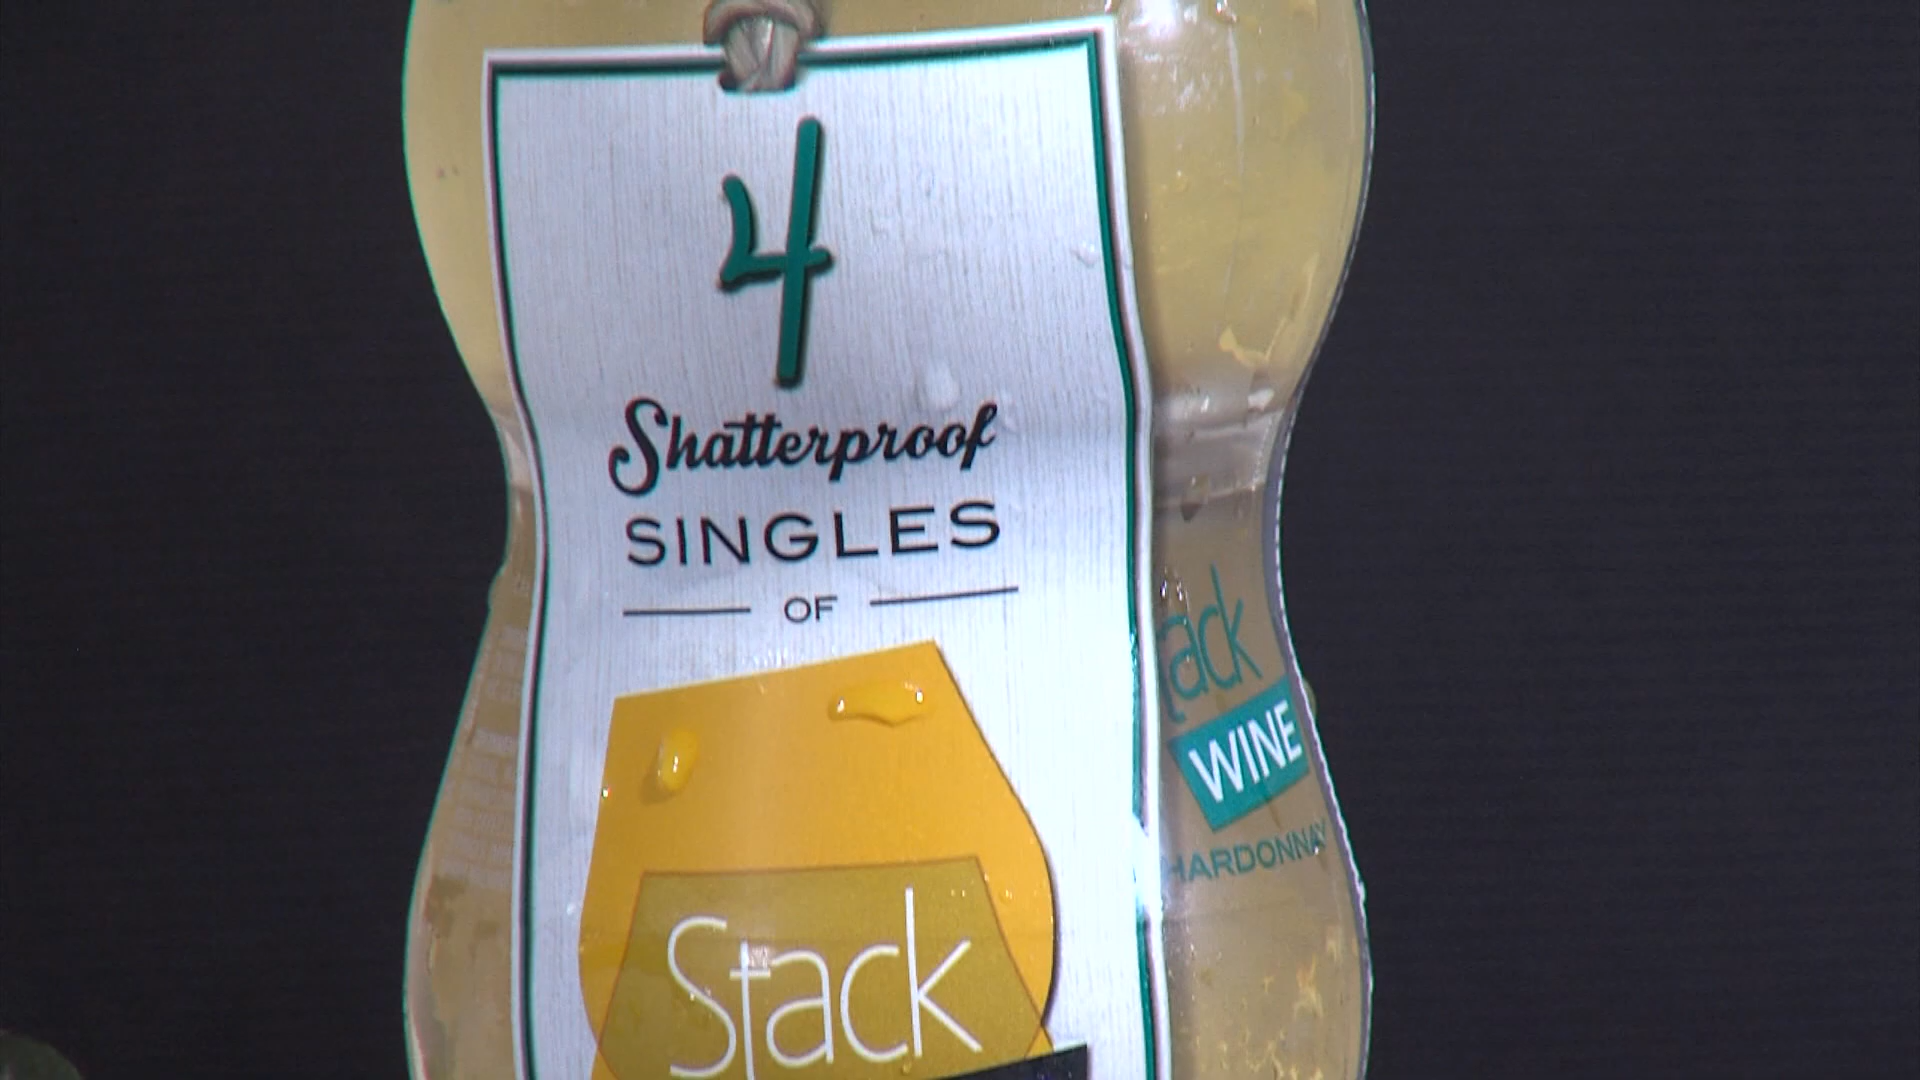 4
Shatterproof
SINGLES
OF
Stack
tack
WINE
HARDONNAY